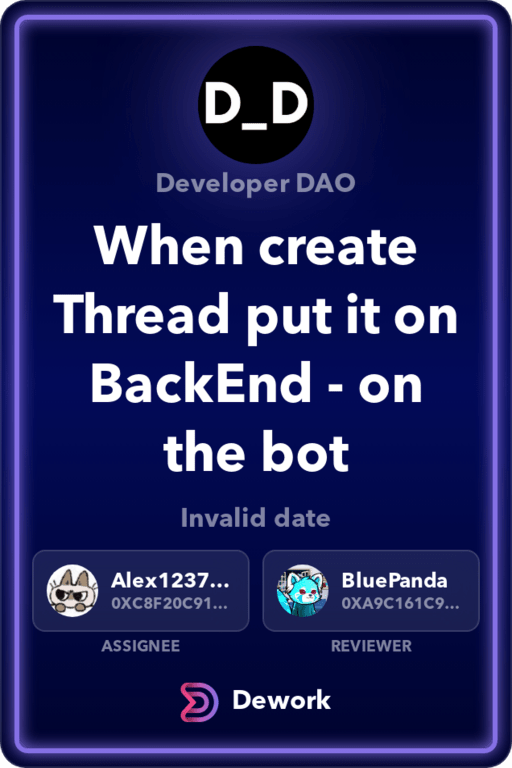 D_D
Developer DAO
When create
Thread put it on
BackEnd - on
the bot
Invalid date
Alex1237...
0XC8F20C91...
BluePanda
0XA9C161C9...
ASSIGNEE
REVIEWER
Dework